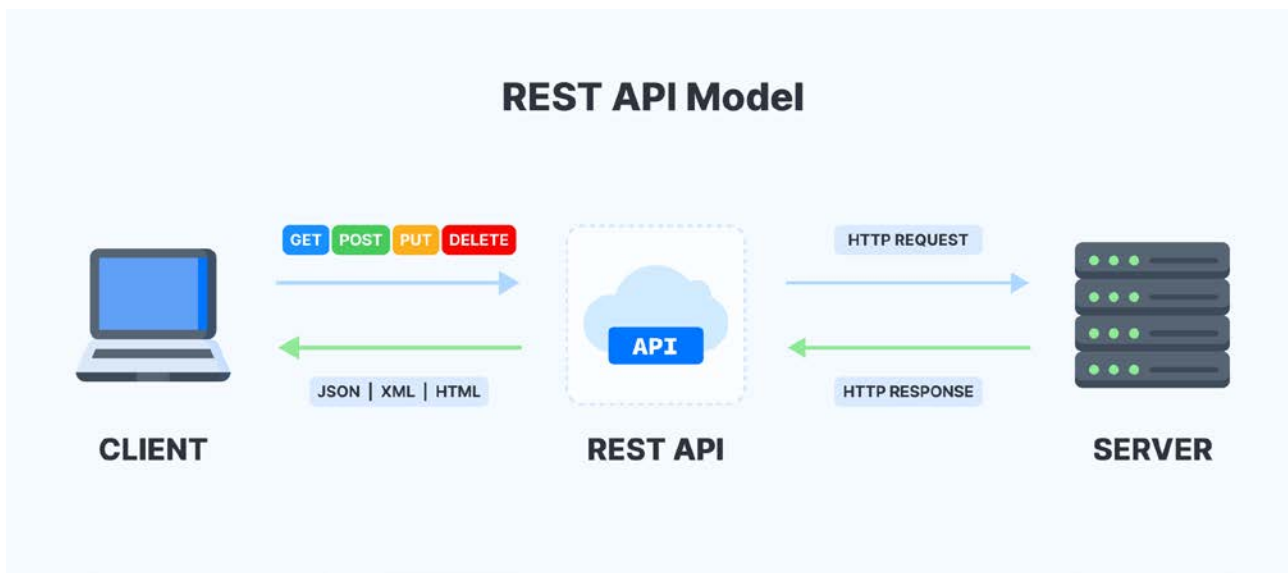 REST API Model
GET POST PUT DELETE
HTTP REQUEST
API
JSON | XML | HTML
HTTP RESPONSE
CLIENT
REST API
SERVER